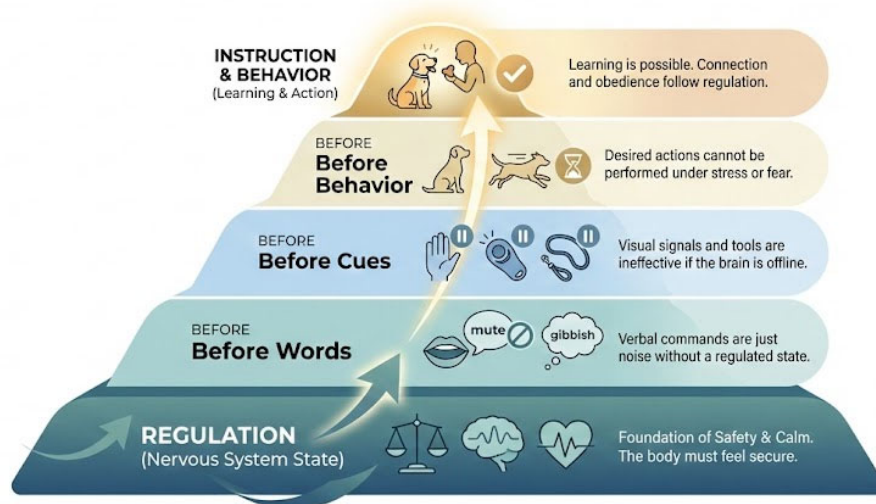 INSTRUCTION
& BEHAVIOR
(Learning & Action)
Learning is possible. Connection
and obedience follow regulation.
BEFORE
Before
Behavior
Desired actions cannot be
performed under stress or fear.
BEFORE
Before Cues
Visual signals and tools are
ineffective if the brain is offline.
BEFORE
Before Words
mute
gibbish
Verbal commands are just
noise without a regulated state.
REGULATION
(Nervous System State)
Foundation of Safety & Calm.
The body must feel secure.